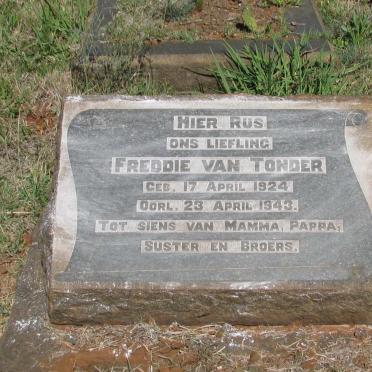 HIER RUS
ONS LIEFLING
FREDDIE VAN TONDER
GEB. 17 APRIL 1924
OORL. 23 APRIL 1943.
TOT SIENS VAN MAMMA, PAPPA,
SUSTER EN BROERS.